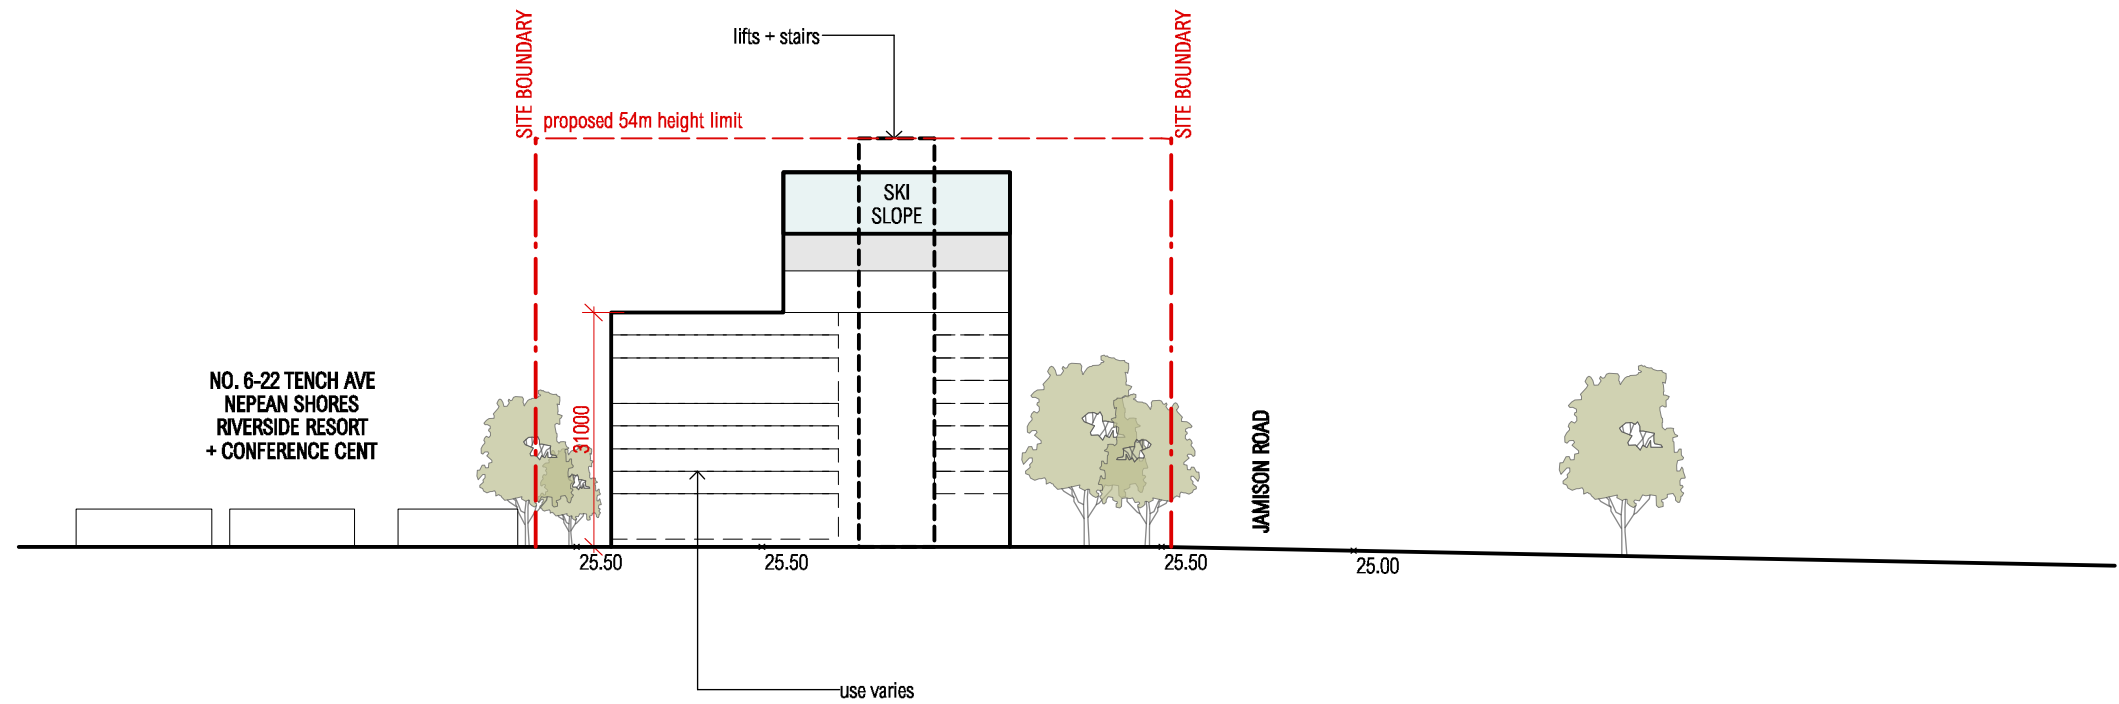 SITE BOUNDARY
SITE BOUNDARY
lifts + stairs
proposed 54m height limit
SKI
SLOPE
NO. 6-22 TENCH AVE
NEPEAN SHORES
RIVERSIDE RESORT
+ CONFERENCE CENT
31000
JAMISON ROAD
25.50
25.50
25.50
25.00
use varies